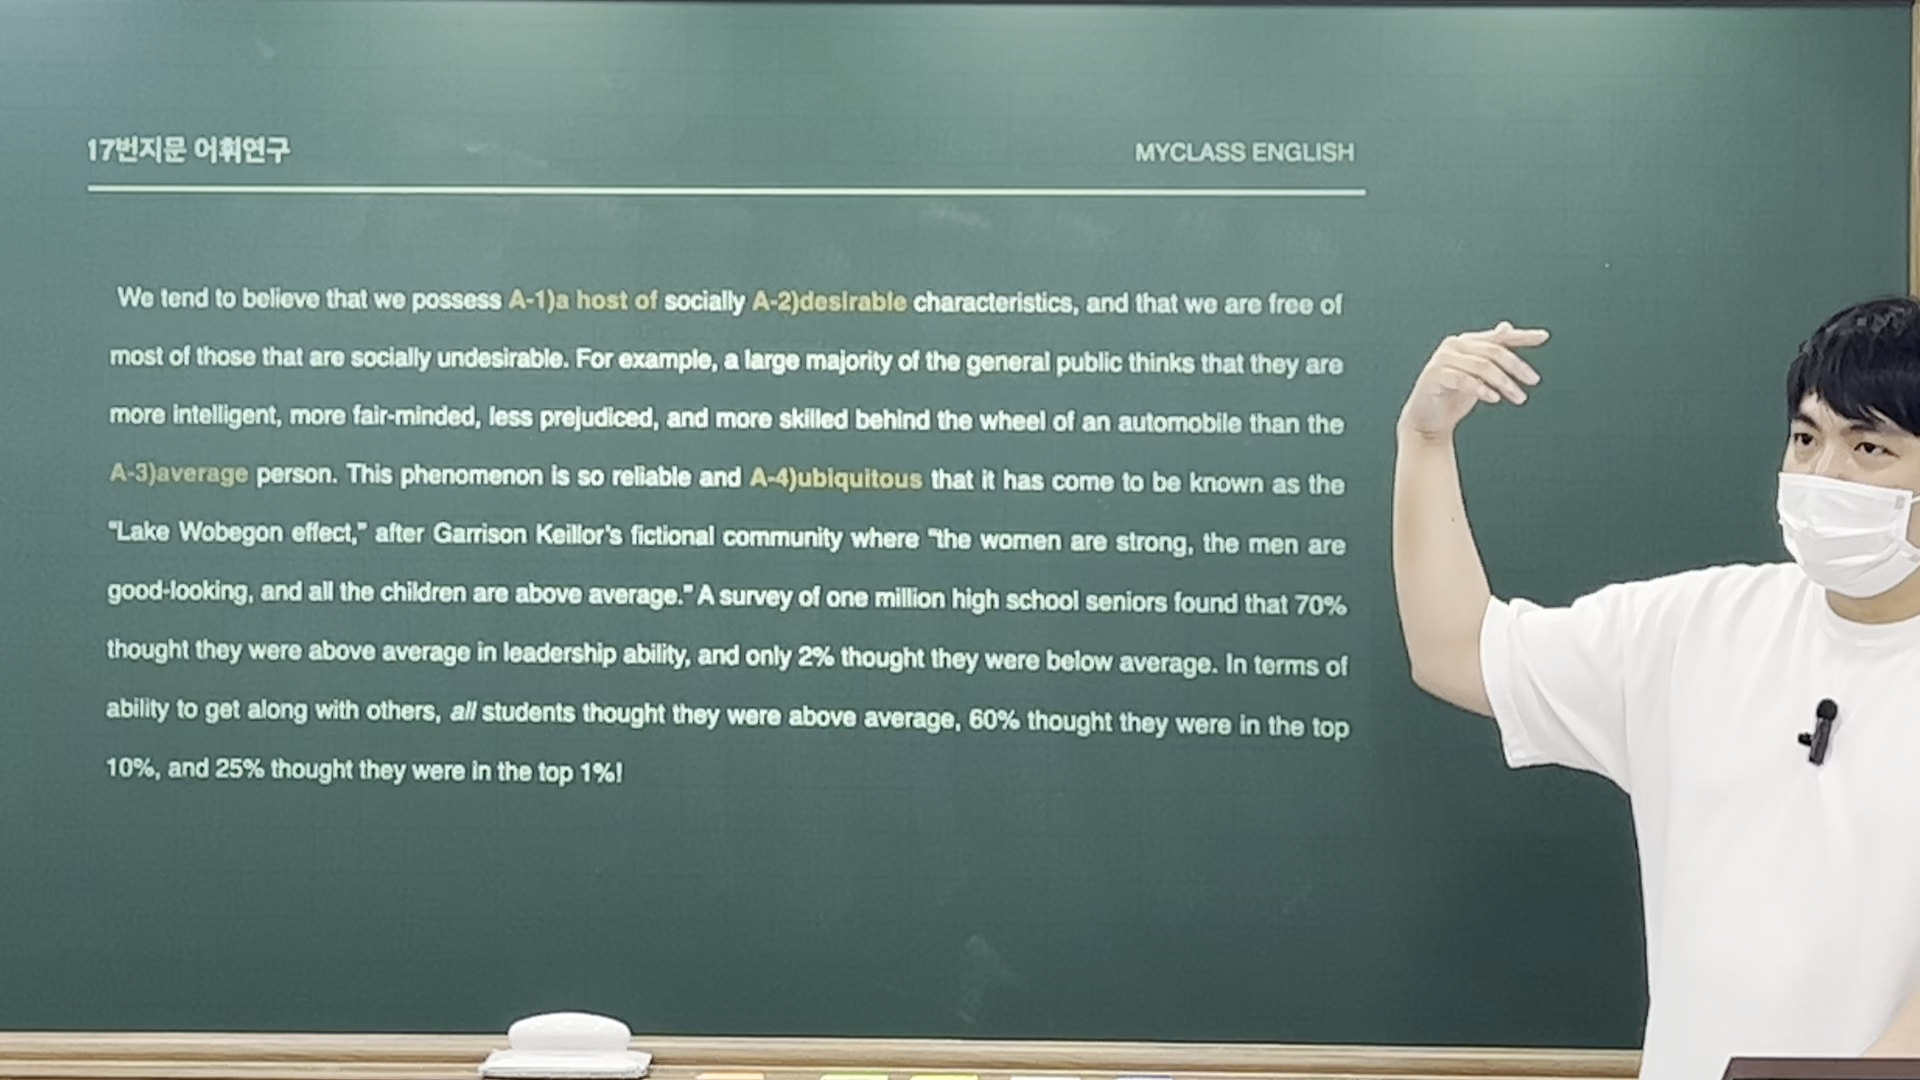 17번지문 어휘연구
MYCLASS ENGLISH
We tend to believe that we possess A-1)a host of socially A-2)desirable characteristics, and that we are free of
most of those that are socially undesirable. For example, a large majority of the general public thinks that they are
more intelligent, more fair-minded, less prejudiced, and more skilled behind the wheel of an automobile than the
A-3)average person. This phenomenon is so reliable and A-4)ubiquitous that it has come to be known as the
“Lake Wobegon effect,” after Garrison Keillor’s fictional community where “the women are strong, the men are
good-looking, and all the children are above average.” A survey of one million high school seniors found that 70%
thought they were above average in leadership ability, and only 2% thought they were below average. In terms of
ability to get along with others, all students thought they were above average, 60% thought they were in the top
10%, and 25% thought they were in the top 1%!